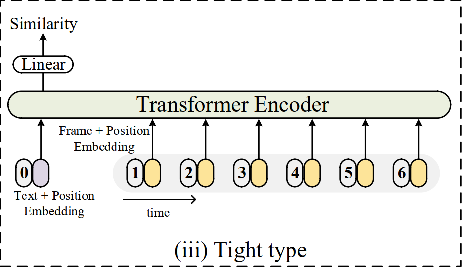 Similarity
Linear
Transformer Encoder
Frame + Position
Embedding
0 1 2 3 4 5 6
Text + Position
Embedding
time
(iii) Tight type